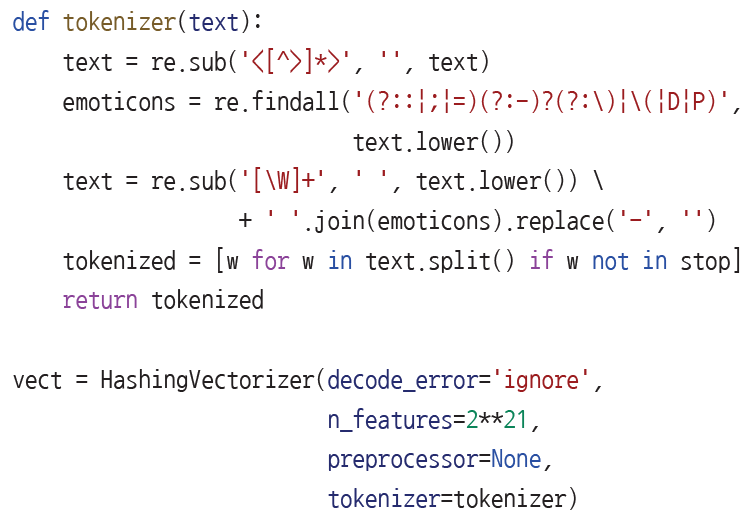 def tokenizer(text):
    text = re.sub('<[^>]*>', '', text)
    emoticons = re.findall('(?::|;|=)(?:-)?(?:\)|\(|D|P)',
                           text.lower())
    text = re.sub('[\W]+', ' ', text.lower()) \
                  + ' '.join(emoticons).replace('-', '')
    tokenized = [w for w in text.split() if w not in stop]
    return tokenized

vect = HashingVectorizer(decode_error='ignore',
                         n_features=2**21,
                         preprocessor=None,
                         tokenizer=tokenizer)